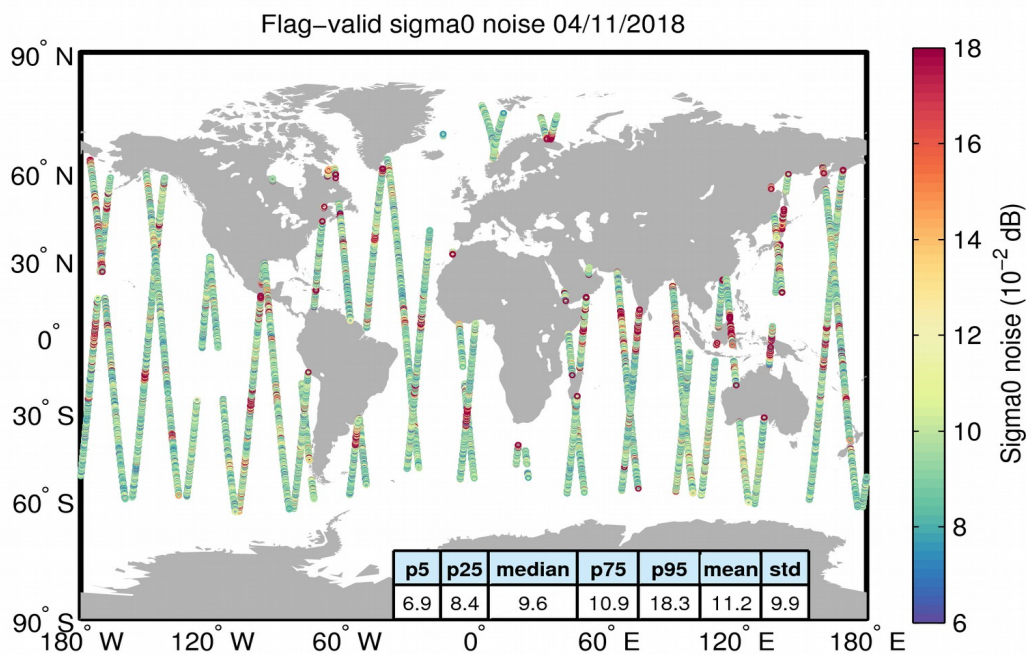 Flag−valid sigma0 noise 04/11/2018
90° N
60° N
30° N
0°
30° S
60° S
90° S
180° W
120° W
60° W
0°
60° E
120° E
180° E
p5 p25 median p75 p95 mean std
6.9 8.4 9.6 10.9 18.3 11.2 9.9
18
16
14
12
10
8
6
Sigma0 noise (10⁻² dB)